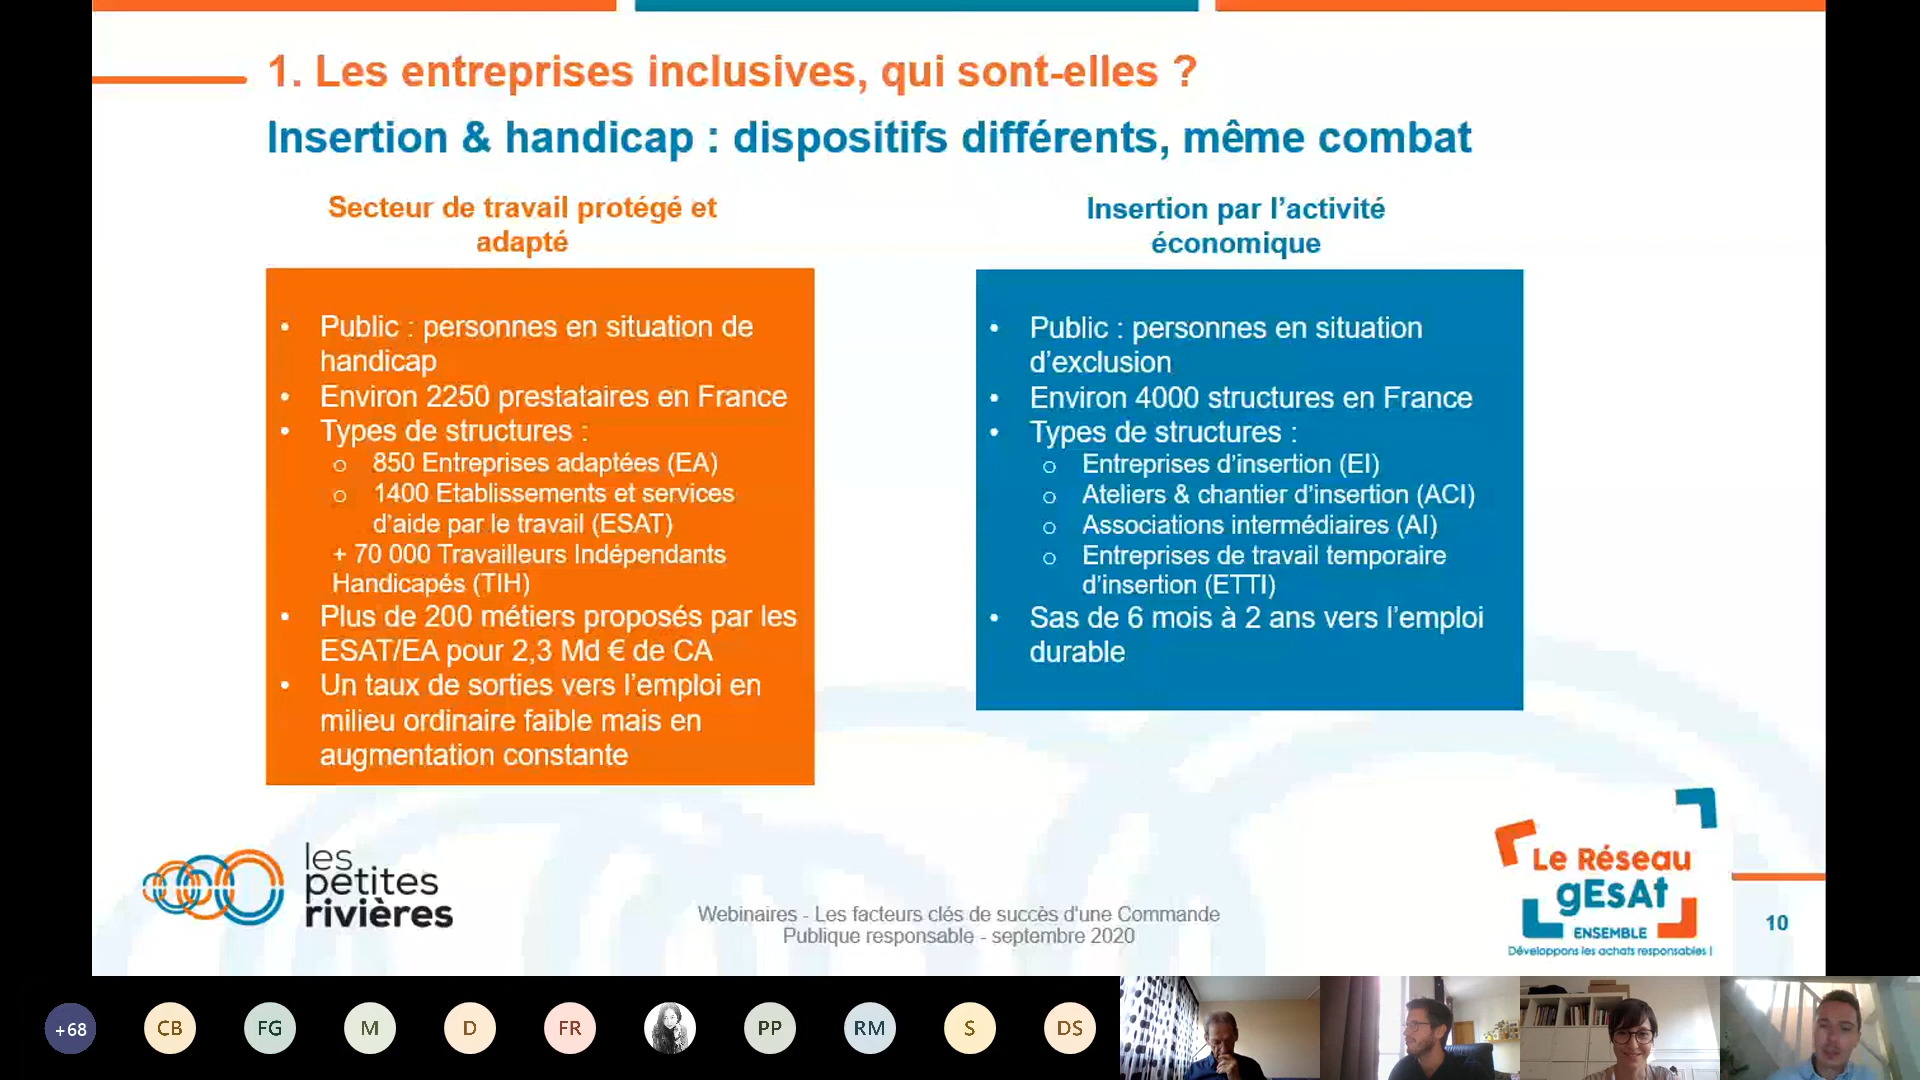 1. Les entreprises inclusives, qui sont-elles ?
Insertion & handicap : dispositifs différents, même combat
Secteur de travail protégé et
adapté
• Public : personnes en situation de
handicap
• Environ 2250 prestataires en France
• Types de structures :
o 850 Entreprises adaptées (EA)
o 1400 Etablissements et services
d'aide par le travail (ESAT)
+ 70 000 Travailleurs Indépendants
Handicapés (TIH)
• Plus de 200 métiers proposés par les
ESAT/EA pour 2,3 Md € de CA
• Un taux de sorties vers l'emploi en
milieu ordinaire faible mais en
augmentation constante
Insertion par l'activité
économique
• Public : personnes en situation
d'exclusion
• Environ 4000 structures en France
• Types de structures :
o Entreprises d'insertion (EI)
o Ateliers & chantier d'insertion (ACI)
o Associations intermédiaires (AI)
o Entreprises de travail temporaire
d'insertion (ETTI)
• Sas de 6 mois à 2 ans vers l'emploi
durable
les
petites
rivières
Webinaires - Les facteurs clés de succès d'une Commande
Publique responsable - septembre 2020
Le Réseau
gEsAt
ENSEMBLE
Développons les achats responsables !
10
+68
CB
FG
M
D
FR
PP
RM
S
DS